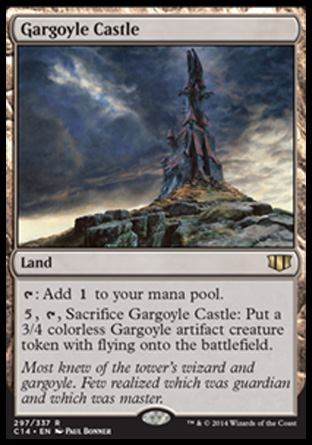 Gargoyle Castle
Land
: Add 1 to your mana pool.
5, , Sacrifice Gargoyle Castle: Put a
3/4 colorless Gargoyle artifact creature
token with flying onto the battlefield.
Most knew of the tower's wizard and
gargoyle. Few realized which was guardian
and which was master.
297/337 R
C14 • EN PAUL BONNER
™ & © 2014 Wizards of the Coast